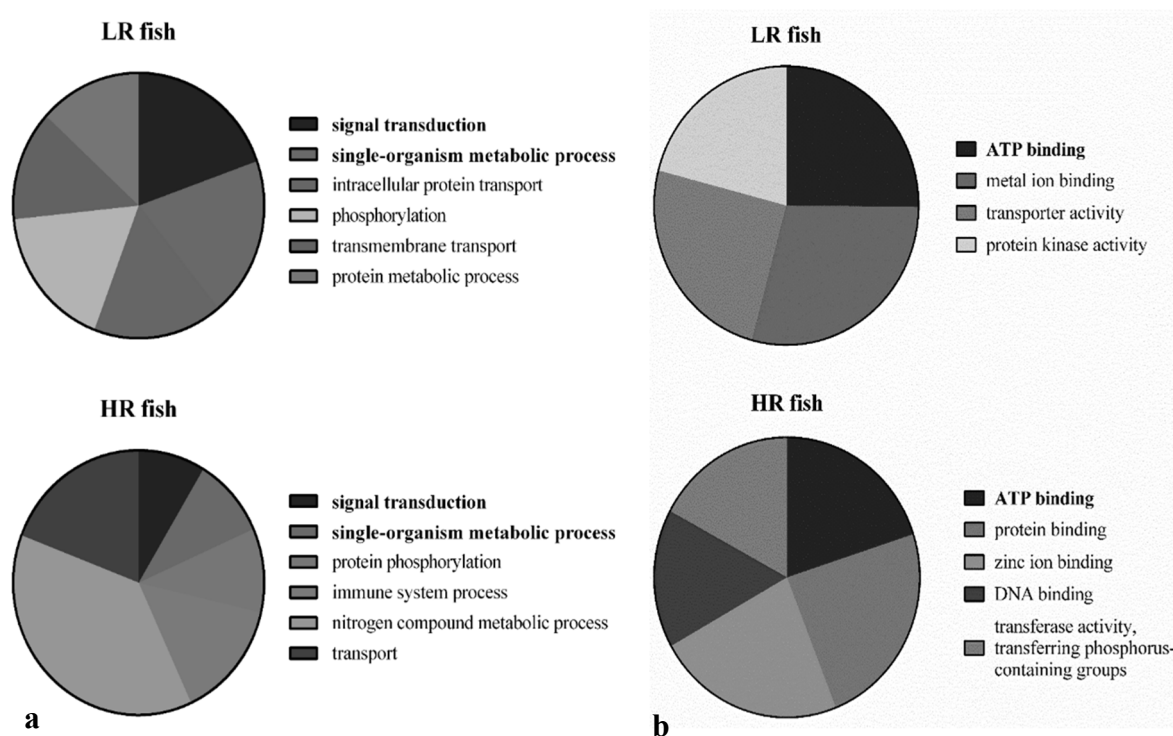 LR fish
signal transduction
single-organism metabolic process
intracellular protein transport
phosphorylation
transmembrane transport
protein metabolic process
HR fish
signal transduction
single-organism metabolic process
protein phosphorylation
immune system process
nitrogen compound metabolic process
transport
a
LR fish
ATP binding
metal ion binding
transporter activity
protein kinase activity
HR fish
ATP binding
protein binding
zinc ion binding
DNA binding
transferase activity,
transferring phosphorus-
containing groups
b